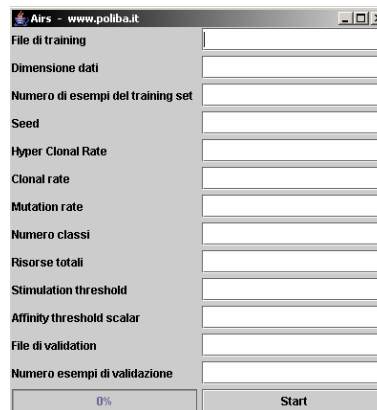 Airs - www.poliba.it
File di training
Dimensione dati
Numero di esempi del training set
Seed
Hyper Clonal Rate
Clonal rate
Mutation rate
Numero classi
Risorse totali
Stimulation threshold
Affinity threshold scalar
File di validation
Numero esempi di validazione
0% Start